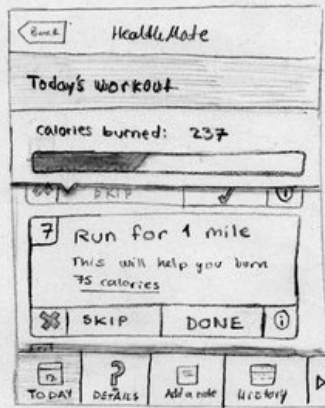 Back
HealthMate
Today's workout
calories burned: 237
SKIP
i
7 Run for 1 mile
This will help you burn
75 calories
SKIP DONE i
TODAY DETAILS Add a note History